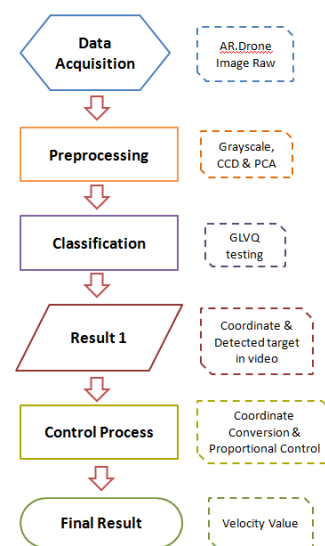 Data
Acquisition
AR.Drone
Image Raw
Preprocessing
Grayscale,
CCD & PCA
Classification
GLVQ
testing
Result 1
Coordinate &
Detected target
in video
Control Process
Coordinate
Conversion &
Proportional Control
Final Result
Velocity Value